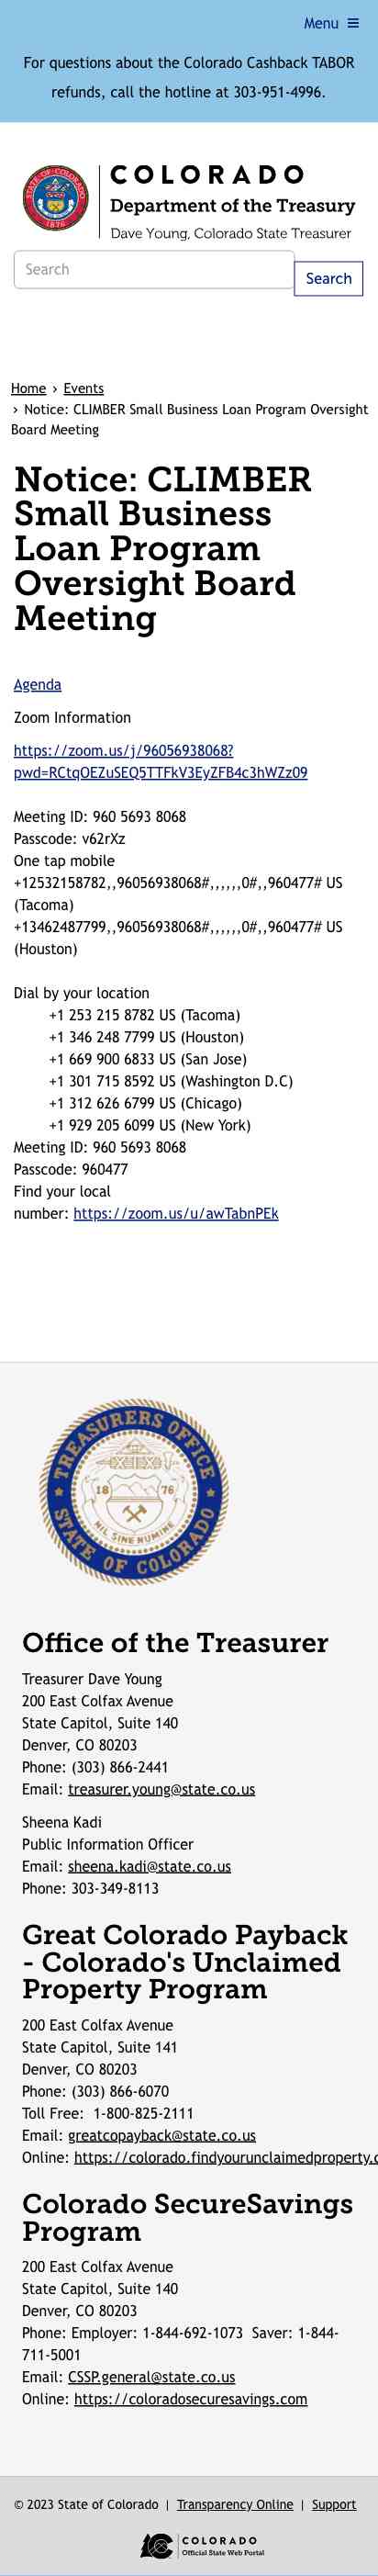 Menu ≡
For questions about the Colorado Cashback TABOR
refunds, call the hotline at 303-951-4996.
STATE OF COLORADO
1876
COLORADO
Department of the Treasury
Dave Young, Colorado State Treasurer
Search
Search
Home › Events
› Notice: CLIMBER Small Business Loan Program Oversight
Board Meeting
Notice: CLIMBER
Small Business
Loan Program
Oversight Board
Meeting
Agenda
Zoom Information
https://zoom.us/j/96056938068?
pwd=RCtqOEZuSEQ5TTFkV3EyZFB4c3hWZz09
Meeting ID: 960 5693 8068
Passcode: v62rXz
One tap mobile
+12532158782,,96056938068#,,,,,,0#,,960477# US
(Tacoma)
+13462487799,,96056938068#,,,,,,0#,,960477# US
(Houston)
Dial by your location
+1 253 215 8782 US (Tacoma)
+1 346 248 7799 US (Houston)
+1 669 900 6833 US (San Jose)
+1 301 715 8592 US (Washington D.C)
+1 312 626 6799 US (Chicago)
+1 929 205 6099 US (New York)
Meeting ID: 960 5693 8068
Passcode: 960477
Find your local
number: https://zoom.us/u/awTabnPEk
TREASURERS OFFICE
18 76
NIL SINE NUMINE
STATE OF COLORADO
Office of the Treasurer
Treasurer Dave Young
200 East Colfax Avenue
State Capitol, Suite 140
Denver, CO 80203
Phone: (303) 866-2441
Email: treasurer.young@state.co.us
Sheena Kadi
Public Information Officer
Email: sheena.kadi@state.co.us
Phone: 303-349-8113
Great Colorado Payback
- Colorado's Unclaimed
Property Program
200 East Colfax Avenue
State Capitol, Suite 141
Denver, CO 80203
Phone: (303) 866-6070
Toll Free:  1-800-825-2111
Email: greatcopayback@state.co.us
Online: https://colorado.findyourunclaimedproperty.c
Colorado SecureSavings
Program
200 East Colfax Avenue
State Capitol, Suite 140
Denver, CO 80203
Phone: Employer: 1-844-692-1073  Saver: 1-844-
711-5001
Email: CSSP.general@state.co.us
Online: https://coloradosecuresavings.com
© 2023 State of Colorado | Transparency Online | Support
COLORADO
Official State Web Portal